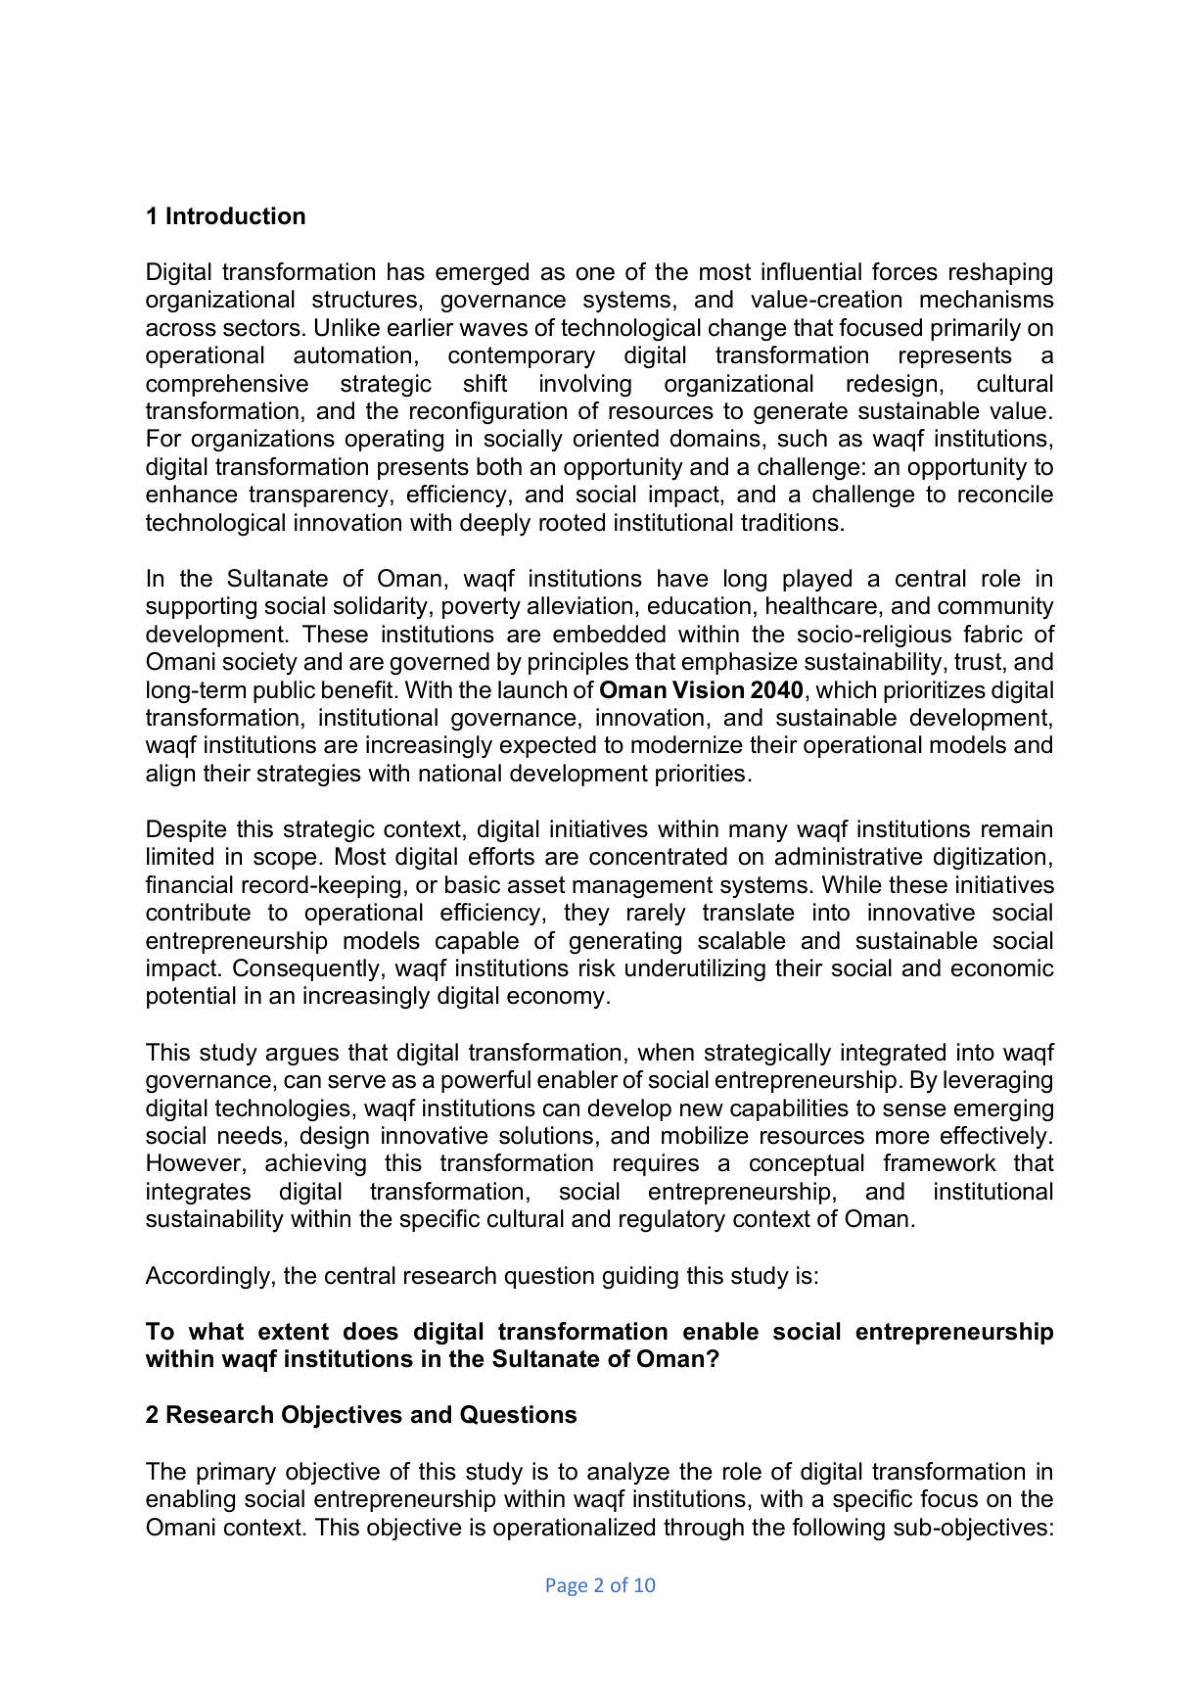 1 Introduction
Digital transformation has emerged as one of the most influential forces reshaping
organizational structures, governance systems, and value-creation mechanisms
across sectors. Unlike earlier waves of technological change that focused primarily on
operational automation, contemporary digital transformation represents a
comprehensive strategic shift involving organizational redesign, cultural
transformation, and the reconfiguration of resources to generate sustainable value.
For organizations operating in socially oriented domains, such as waqf institutions,
digital transformation presents both an opportunity and a challenge: an opportunity to
enhance transparency, efficiency, and social impact, and a challenge to reconcile
technological innovation with deeply rooted institutional traditions.
In the Sultanate of Oman, waqf institutions have long played a central role in
supporting social solidarity, poverty alleviation, education, healthcare, and community
development. These institutions are embedded within the socio-religious fabric of
Omani society and are governed by principles that emphasize sustainability, trust, and
long-term public benefit. With the launch of Oman Vision 2040, which prioritizes digital
transformation, institutional governance, innovation, and sustainable development,
waqf institutions are increasingly expected to modernize their operational models and
align their strategies with national development priorities.
Despite this strategic context, digital initiatives within many waqf institutions remain
limited in scope. Most digital efforts are concentrated on administrative digitization,
financial record-keeping, or basic asset management systems. While these initiatives
contribute to operational efficiency, they rarely translate into innovative social
entrepreneurship models capable of generating scalable and sustainable social
impact. Consequently, waqf institutions risk underutilizing their social and economic
potential in an increasingly digital economy.
This study argues that digital transformation, when strategically integrated into waqf
governance, can serve as a powerful enabler of social entrepreneurship. By leveraging
digital technologies, waqf institutions can develop new capabilities to sense emerging
social needs, design innovative solutions, and mobilize resources more effectively.
However, achieving this transformation requires a conceptual framework that
integrates digital transformation, social entrepreneurship, and institutional
sustainability within the specific cultural and regulatory context of Oman.
Accordingly, the central research question guiding this study is:
To what extent does digital transformation enable social entrepreneurship
within waqf institutions in the Sultanate of Oman?
2 Research Objectives and Questions
The primary objective of this study is to analyze the role of digital transformation in
enabling social entrepreneurship within waqf institutions, with a specific focus on the
Omani context. This objective is operationalized through the following sub-objectives:
Page 2 of 10